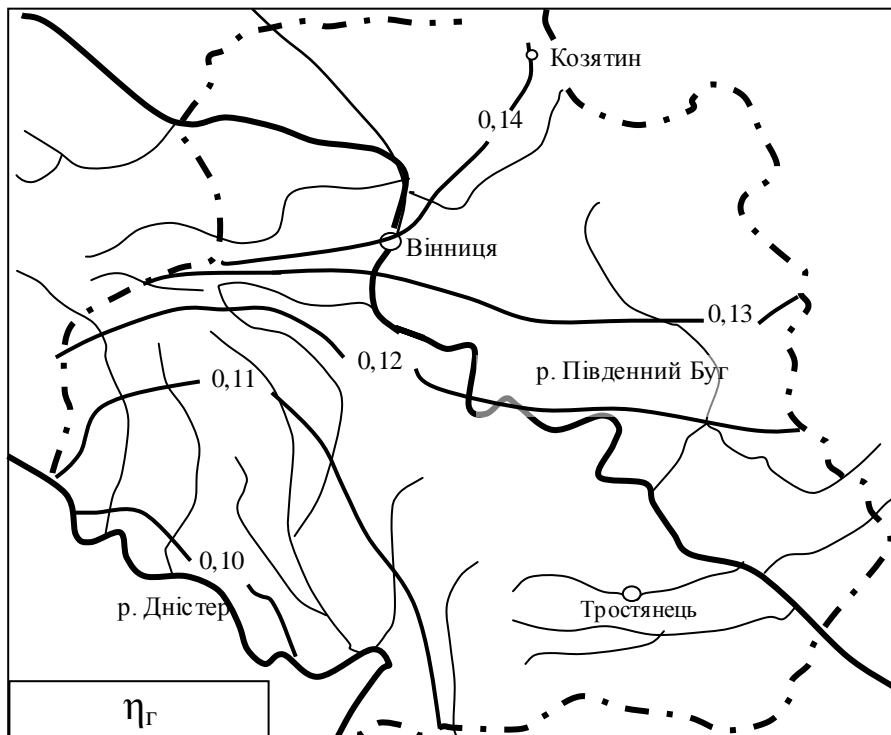 Козятин
0,14
Вінниця
0,13
0,12
р. Південний Буг
0,11
0,10
р. Дністер
Тростянець
ηг